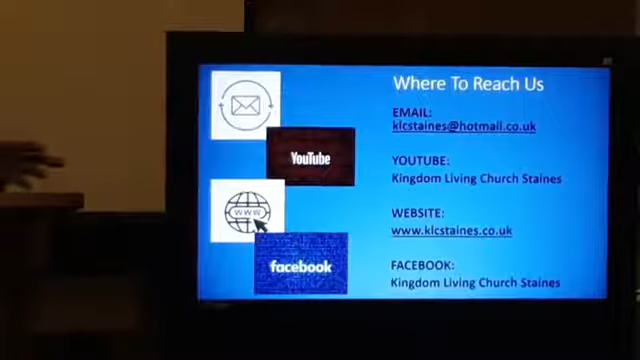 Where To Reach Us
EMAIL:
klcstaines@hotmail.co.uk
YouTube
YOUTUBE:
Kingdom Living Church Staines
www
WEBSITE:
www.klcstaines.co.uk
facebook
FACEBOOK:
Kingdom Living Church Staines